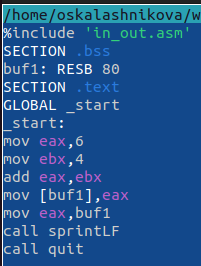 /home/oskalashnikova/w
%include 'in_out.asm'
SECTION .bss
buf1: RESB 80
SECTION .text
GLOBAL _start
_start:
mov eax,6
mov ebx,4
add eax,ebx
mov [buf1],eax
mov eax,buf1
call sprintLF
call quit